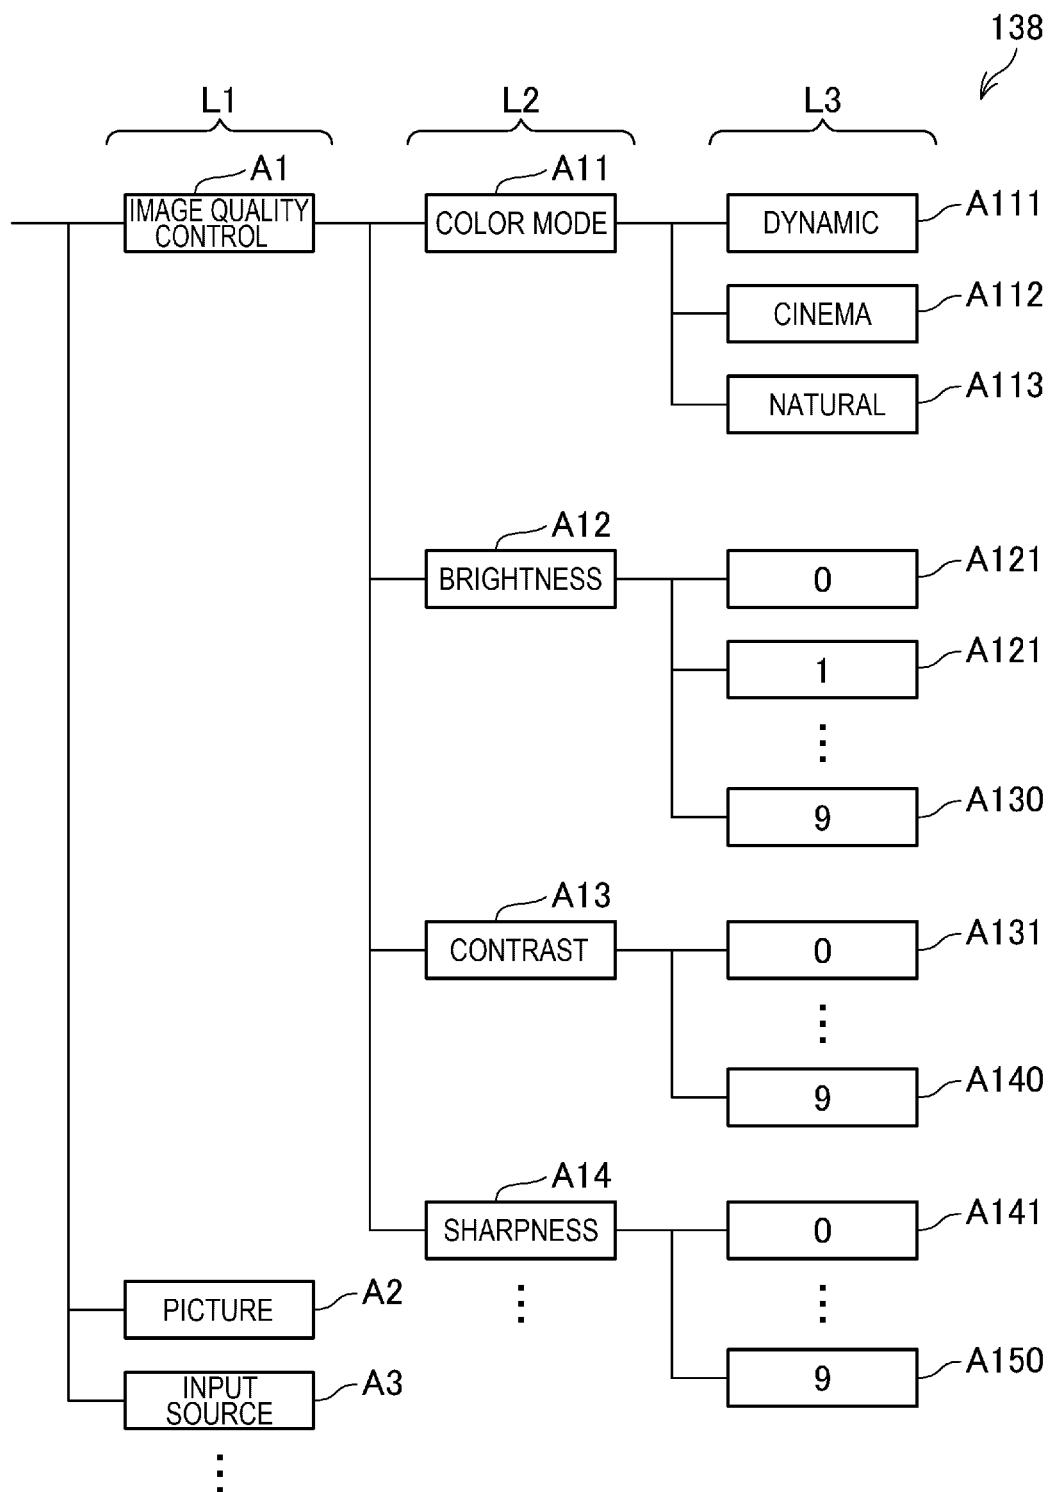 138
L1 L2 L3
A1 A11
IMAGE QUALITY
CONTROL
COLOR MODE
DYNAMIC
A111
CINEMA
A112
NATURAL
A113
A12
BRIGHTNESS
0
A121
1
A121
9
A130
A13
CONTRAST
0
A131
9
A140
A14
SHARPNESS
0
A141
PICTURE
A2
9
A150
INPUT
SOURCE
A3